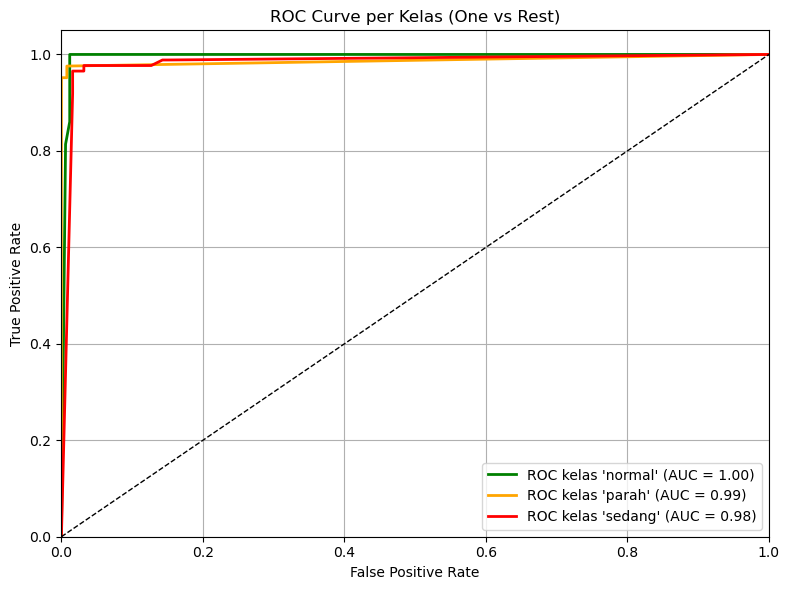 ROC Curve per Kelas (One vs Rest)
True Positive Rate
1.0
0.8
0.6
0.4
0.2
0.0
0.0 0.2 0.4 0.6 0.8 1.0
False Positive Rate
ROC kelas 'normal' (AUC = 1.00)
ROC kelas 'parah' (AUC = 0.99)
ROC kelas 'sedang' (AUC = 0.98)